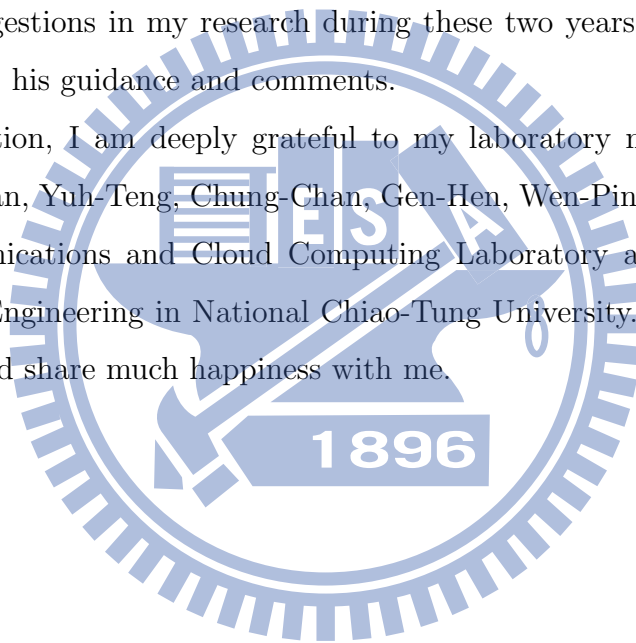 gestions in my research during these two years
his guidance and comments.
tion, I am deeply grateful to my laboratory
an, Yuh-Teng, Chung-Chan, Gen-Hen, Wen-Pin
E S A
nications and Cloud Computing Laboratory a
Engineering in National Chiao-Tung University.
d share much happiness with me.
1896